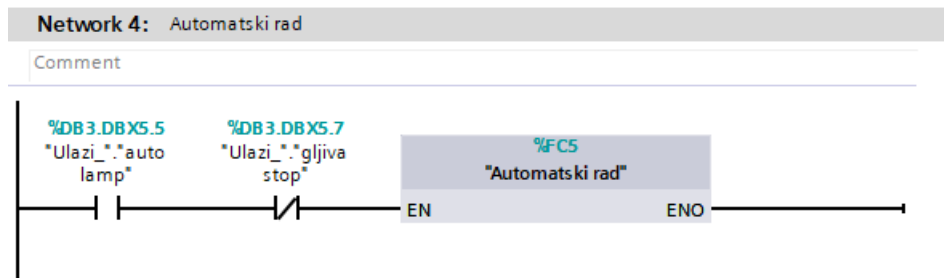 Network 4: Automatski rad
Comment
%DB3.DBX5.5
"Ulazi_"."auto
lamp"
%DB3.DBX5.7
"Ulazi_"."gljiva
stop"
%FC5
"Automatski rad"
EN
ENO